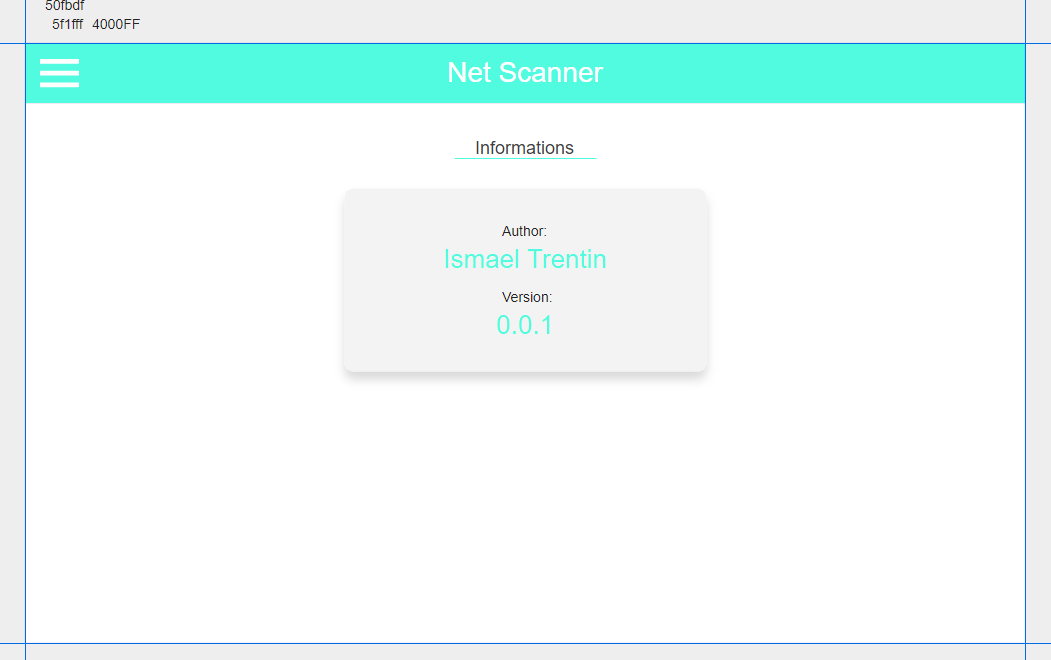 50fbdf
5f1fff 4000FF
Net Scanner
Informations
Author:
Ismael Trentin
Version:
0.0.1